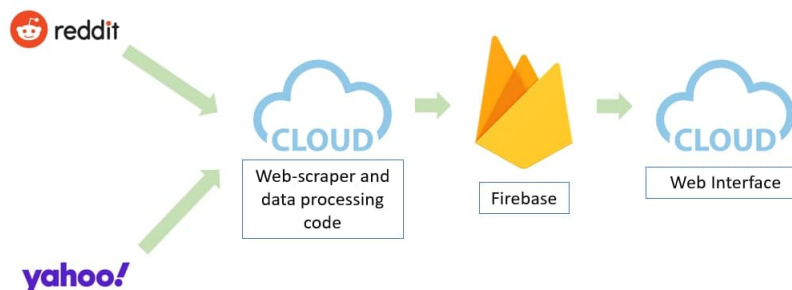 reddit
CLOUD
Web-scraper and
data processing
code
Firebase
CLOUD
Web Interface
yahoo!